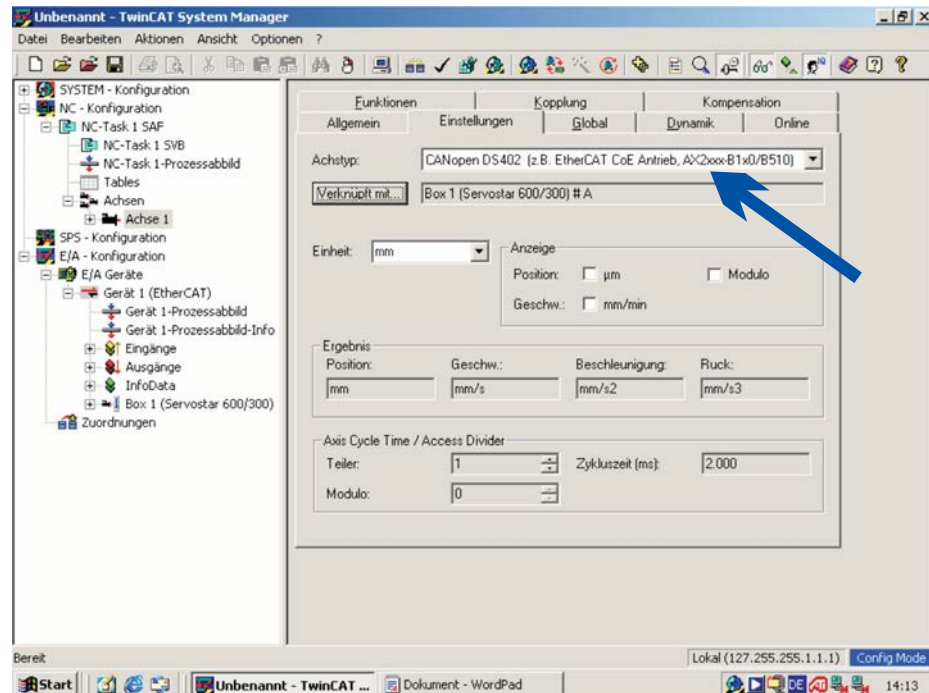 Unbenannt - TwinCAT System Manager
Datei Bearbeiten Aktionen Ansicht Optionen ?
SYSTEM - Konfiguration
NC - Konfiguration
NC-Task 1 SAF
NC-Task 1 SVB
NC-Task 1-Prozessabbild
Tables
Achsen
Achse 1
SPS - Konfiguration
E/A - Konfiguration
E/A Geräte
Gerät 1 (EtherCAT)
Gerät 1-Prozessabbild
Gerät 1-Prozessabbild-Info
Eingänge
Ausgänge
InfoData
Box 1 (Servostar 600/300)
Zuordnungen
Funktionen Kopplung Kompensation
Allgemein Einstellungen Global Dynamik Online
Achstyp: CANopen DS402 (z.B. EtherCAT CoE Antrieb, AX2xxx-B1x0/B510)
Verknüpft mit... Box 1 (Servostar 600/300) # A
Einheit: mm
Anzeige
Position: µm Modulo
Geschw.: mm/min
Ergebnis
Position: Geschw.: Beschleunigung: Ruck:
mm mm/s mm/s2 mm/s3
Axis Cycle Time / Access Divider
Teiler: 1 Zykluszeit (ms): 2.000
Modulo: 0
Bereit Lokal (127.255.255.1.1.1) Config Mode
Start Unbenannt - TwinCAT ... Dokument - WordPad DE 14:13